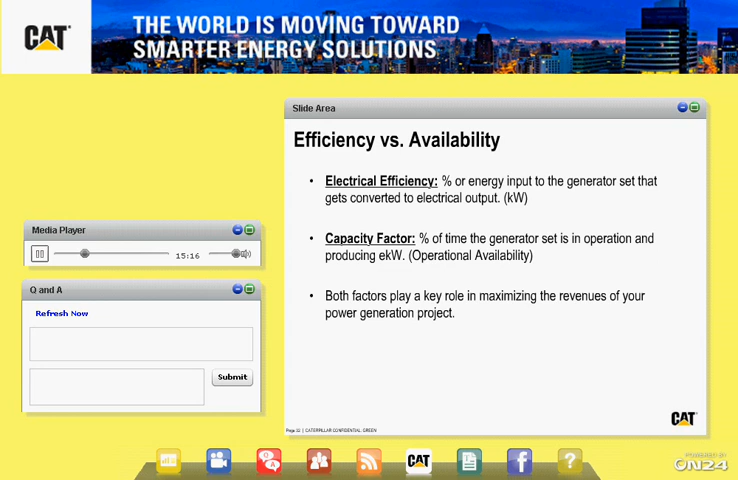 CAT
THE WORLD IS MOVING TOWARD
SMARTER ENERGY SOLUTIONS
Slide Area
Efficiency vs. Availability
• Electrical Efficiency: % or energy input to the generator set that
gets converted to electrical output. (kW)
• Capacity Factor: % of time the generator set is in operation and
producing ekW. (Operational Availability)
• Both factors play a key role in maximizing the revenues of your
power generation project.
CAT
CATERPILLAR CONFIDENTIAL: GREEN
Media Player
15:16
Q and A
Refresh Now
Submit
Q
A
CAT
f
?
POWERED BY
ON24